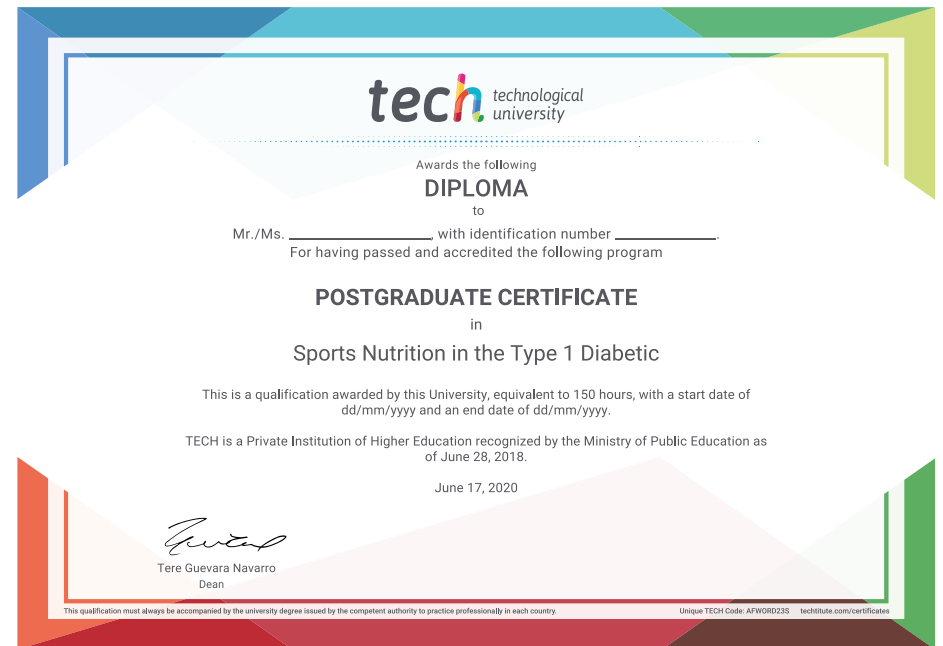 tech technological
university
Awards the following
DIPLOMA
to
Mr./Ms. ________________, with identification number ____________.
For having passed and accredited the following program
POSTGRADUATE CERTIFICATE
in
Sports Nutrition in the Type 1 Diabetic
This is a qualification awarded by this University, equivalent to 150 hours, with a start date of
dd/mm/yyyy and an end date of dd/mm/yyyy.
TECH is a Private Institution of Higher Education recognized by the Ministry of Public Education as
of June 28, 2018.
June 17, 2020
Tere Guevara Navarro
Dean
This qualification must always be accompanied by the university degree issued by the competent authority to practice professionally in each country.
Unique TECH Code: AFWORD23S techtitute.com/certificates